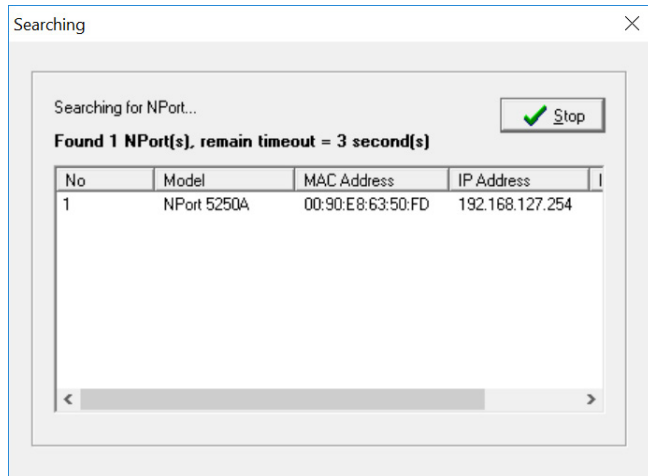 Searching
Searching for NPort...
Stop
Found 1 NPort(s), remain timeout = 3 second(s)
No Model MAC Address IP Address
1 NPort 5250A 00:90:E8:63:50:FD 192.168.127.254